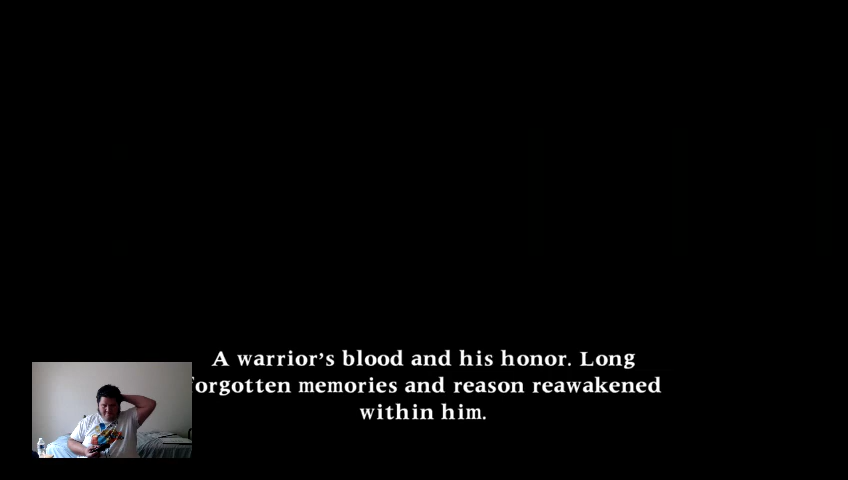 A warrior's blood and his honor. Long
forgotten memories and reason reawakened
within him.